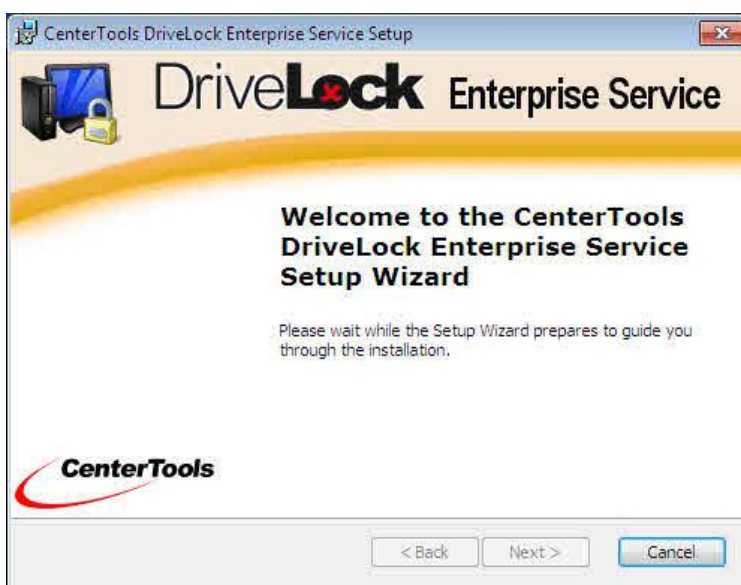 CenterTools DriveLock Enterprise Service Setup
DriveLock Enterprise Service
Welcome to the CenterTools
DriveLock Enterprise Service
Setup Wizard
Please wait while the Setup Wizard prepares to guide you
through the installation.
CenterTools
< Back Next > Cancel